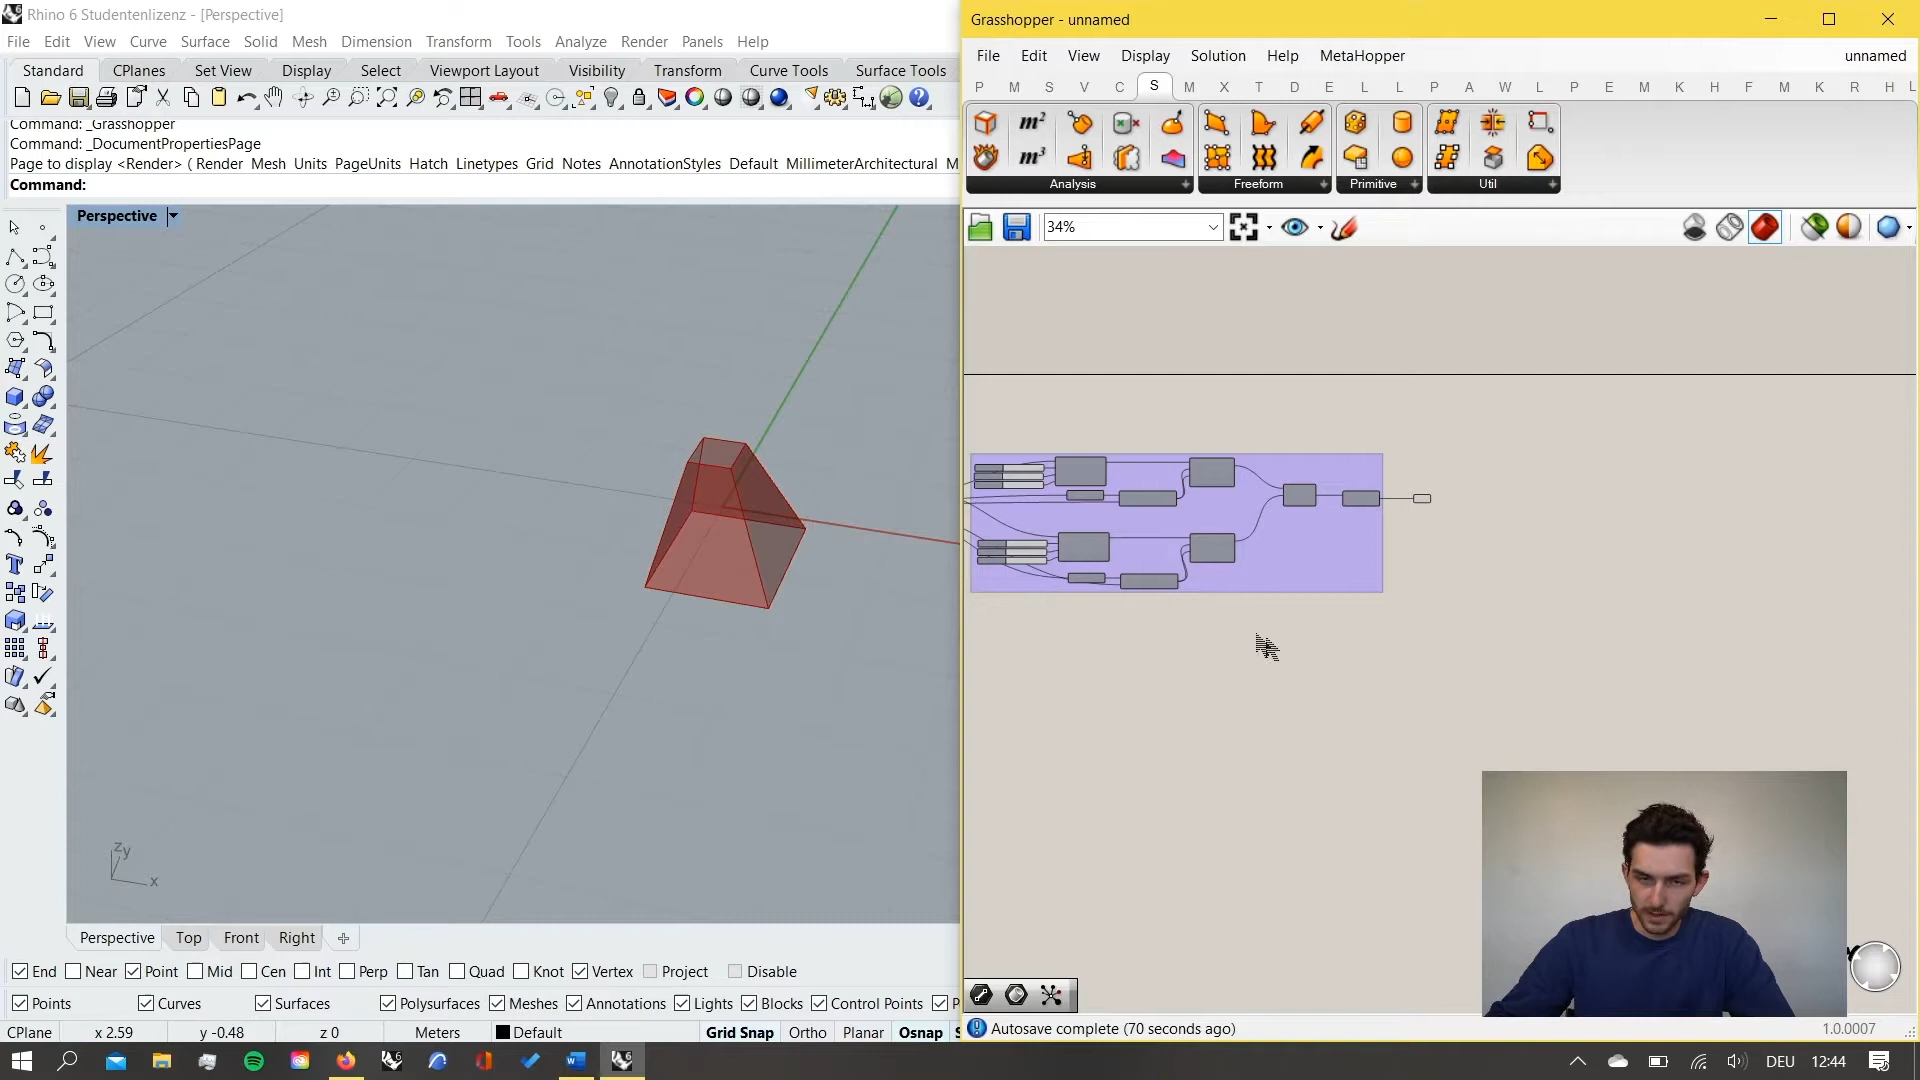 Rhino 6 Studentenlizenz - [Perspective]
File Edit View Curve Surface Solid Mesh Dimension Transform Tools Analyze Render Panels Help
Standard CPlanes Set View Display Select Viewport Layout Visibility Transform Curve Tools Surface Tools
Command: _Grasshopper
Command: _DocumentPropertiesPage
Page to display <Render> ( Render Mesh Units PageUnits Hatch Linetypes Grid Notes AnnotationStyles Default MillimeterArchitectural M
Command:
Perspective
z y
x
Perspective Top Front Right
End Near Point Mid Cen Int Perp Tan Quad Knot Vertex Project Disable
Points Curves Surfaces Polysurfaces Meshes Annotations Lights Blocks Control Points P
CPlane x 2.59 y -0.48 z 0 Meters Default Grid Snap Ortho Planar Osnap S
Grasshopper - unnamed
File Edit View Display Solution Help MetaHopper unnamed
P M S V C S M X T D E L L P A W L P E M K H F M K R H L
m² m³
Analysis Freeform Primitive Util
34%
Autosave complete (70 seconds ago) 1.0.0007
DEU 12:44